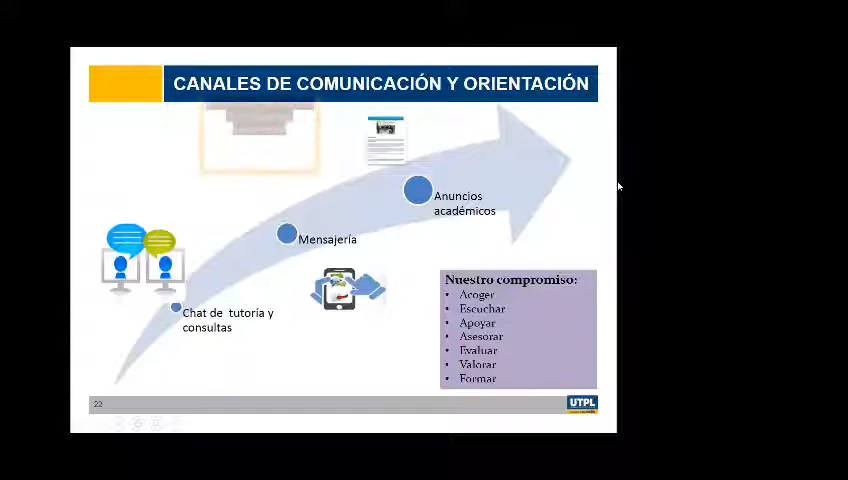 CANALES DE COMUNICACIÓN Y ORIENTACIÓN
Anuncios
académicos
Mensajería
Chat de tutoría y
consultas
Nuestro compromiso:
• Acoger
• Escuchar
• Apoyar
• Asesorar
• Evaluar
• Valorar
• Formar
22
UTPL